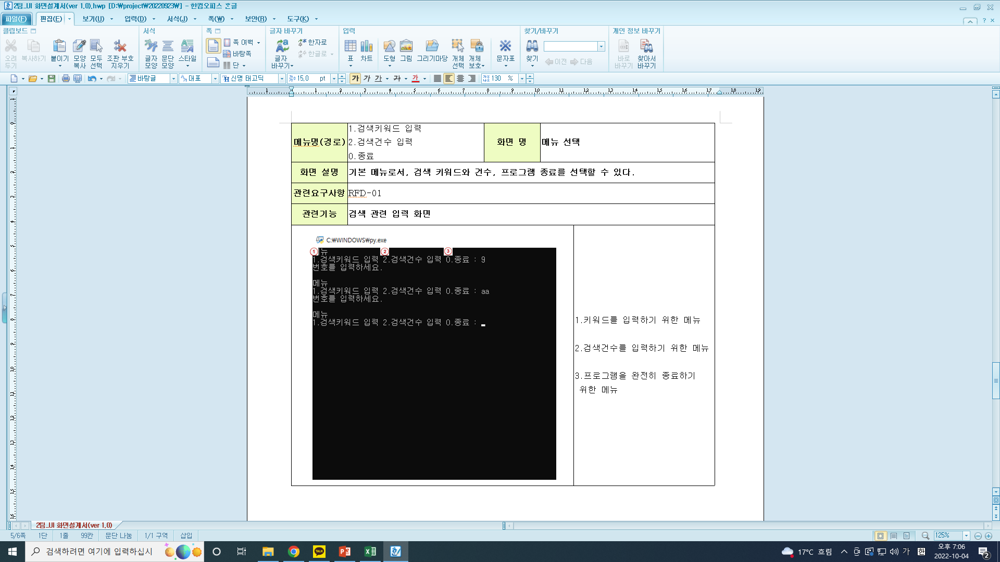 2팀_UI 화면설계서(ver 1.0).hwp [D:₩project₩20220923₩] - 한컴오피스 한글
파일(F) 편집(E) 보기(U) 입력(D) 서식(J) 쪽(W) 보안(R) 도구(K)
클립보드 서식 쪽 글자 바꾸기 입력 찾기/바꾸기 개인 정보 바꾸기
오려 두기 복사하기 붙이기 모양 복사 모두 선택 조판 부호 지우기 글자 모양 문단 모양 스타일 쪽 여백 바탕쪽 단 글자 바꾸기 한자로 한글로 표 차트 도형 그림 그리기마당 개체 선택 개체 보호 문자표 찾기 이전 다음 바로 바꾸기 찾아서 바꾸기
바탕글 대표 신명 태고딕 15.0 pt 가 가 가 가 가 130 %
1 1 2 3 4 5 6 7 8 9 10 11 12 13 14 15 16 17 18 19
메뉴명(경로)
1.검색키워드 입력
2.검색건수 입력
0.종료
화면 명
메뉴 선택
화면 설명
기본 메뉴로서, 검색 키워드와 건수, 프로그램 종료를 선택할 수 있다.
관련요구사항
RFD-01
관련기능
검색 관련 입력 화면
C:₩WINDOWS₩py.exe
1 뉴 2 3
1.검색키워드 입력 2.검색건수 입력 0.종료 : 9
번호를 입력하세요.
메뉴
1.검색키워드 입력 2.검색건수 입력 0.종료 : aa
번호를 입력하세요.
메뉴
1.검색키워드 입력 2.검색건수 입력 0.종료 :
1.키워드를 입력하기 위한 메뉴
2.검색건수를 입력하기 위한 메뉴
3.프로그램을 완전히 종료하기
위한 메뉴
2팀_UI 화면설계서(ver 1.0)
5/6쪽 1단 1줄 99칸 문단 나눔 1/1 구역 삽입 125%
검색하려면 여기에 입력하십시 TALK 17°C 흐림 가 한 오후 7:06
2022-10-04 2